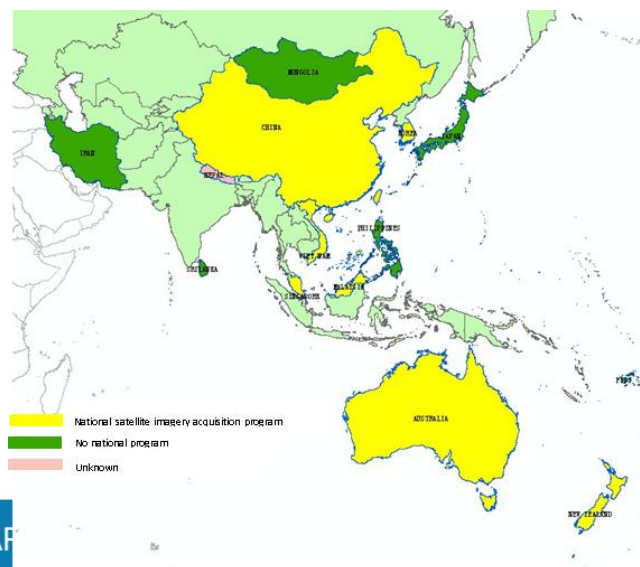 MONGOLIA
CHINA
KOREA
JAPAN
IRAN
NEPAL
PHILIPPINES
VIET NAM
SRI LANKA
MALAYSIA
SINGAPORE
AUSTRALIA
NEW ZEALAND
National satellite imagery acquisition program
No national program
Unknown